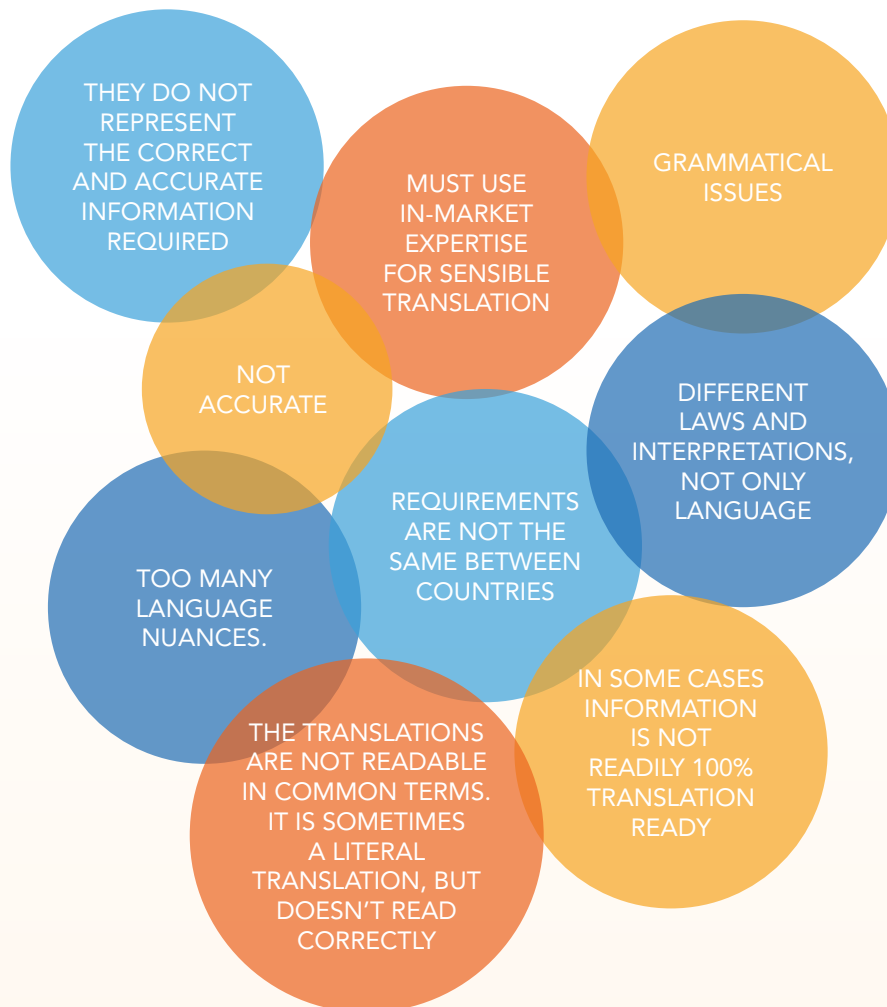 THEY DO NOT
REPRESENT
THE CORRECT
AND ACCURATE
INFORMATION
REQUIRED
MUST USE
IN-MARKET
EXPERTISE
FOR SENSIBLE
TRANSLATION
GRAMMATICAL
ISSUES
NOT
ACCURATE
DIFFERENT
LAWS AND
INTERPRETATIONS,
NOT ONLY
LANGUAGE
REQUIREMENTS
ARE NOT THE
SAME BETWEEN
COUNTRIES
TOO MANY
LANGUAGE
NUANCES.
IN SOME CASES
INFORMATION
IS NOT
READILY 100%
TRANSLATION
READY
THE TRANSLATIONS
ARE NOT READABLE
IN COMMON TERMS.
IT IS SOMETIMES
A LITERAL
TRANSLATION, BUT
DOESN’T READ
CORRECTLY